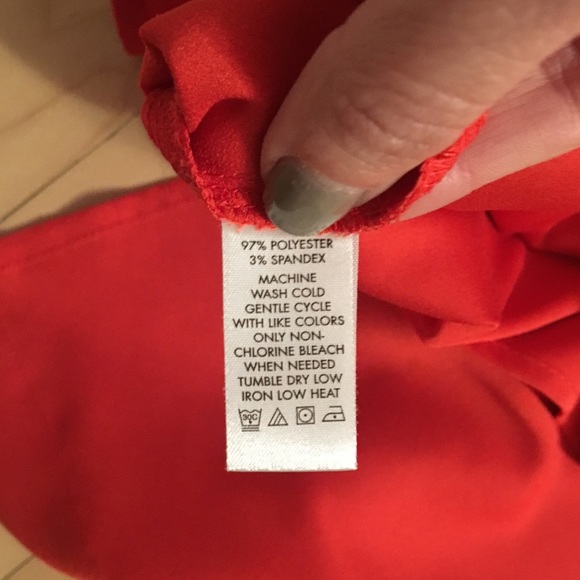 97% POLYESTER
3% SPANDEX
MACHINE
WASH COLD
GENTLE CYCLE
WITH LIKE COLORS
ONLY NON-
CHLORINE BLEACH
WHEN NEEDED
TUMBLE DRY LOW
IRON LOW HEAT
30C